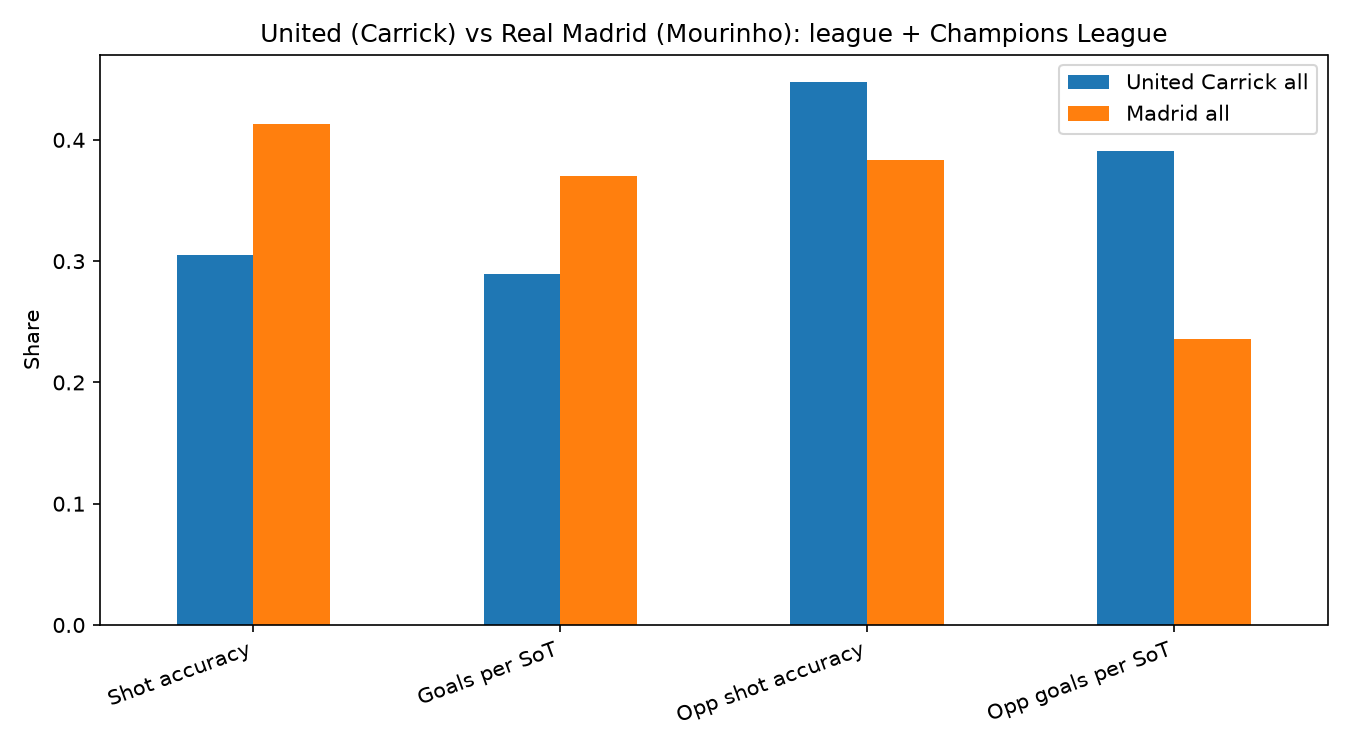 United (Carrick) vs Real Madrid (Mourinho): league + Champions League
United Carrick all
Madrid all
Share
0.4
0.3
0.2
0.1
0.0
Shot accuracy
Goals per SoT
Opp shot accuracy
Opp goals per SoT